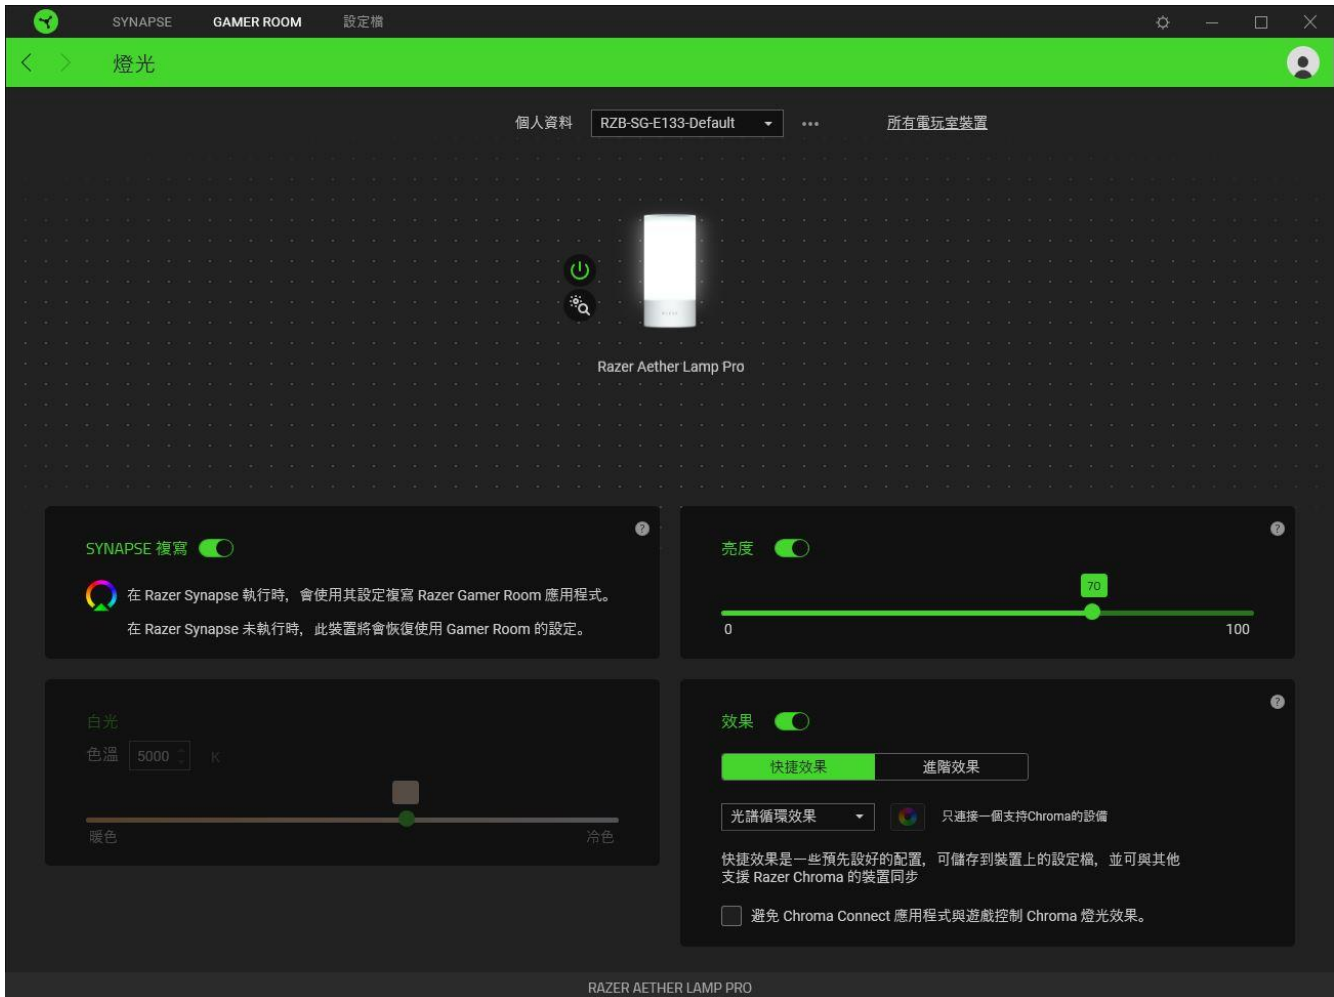 SYNAPSE GAMER ROOM 設定檔
燈光
個人資料 RZB-SG-E133-Default 所有電玩室裝置
RAZER
Razer Aether Lamp Pro
SYNAPSE 複寫
在 Razer Synapse 執行時，會使用其設定複寫 Razer Gamer Room 應用程式。
在 Razer Synapse 未執行時，此裝置將會恢復使用 Gamer Room 的設定。
亮度
70
0 100
白光
色溫 5000 K
暖色 冷色
效果
快捷效果 進階效果
光譜循環效果 只連接一個支持Chroma的設備
快捷效果是一些預先設好的配置，可儲存到裝置上的設定檔，並可與其他
支援 Razer Chroma 的裝置同步
避免 Chroma Connect 應用程式與遊戲控制 Chroma 燈光效果。
RAZER AETHER LAMP PRO